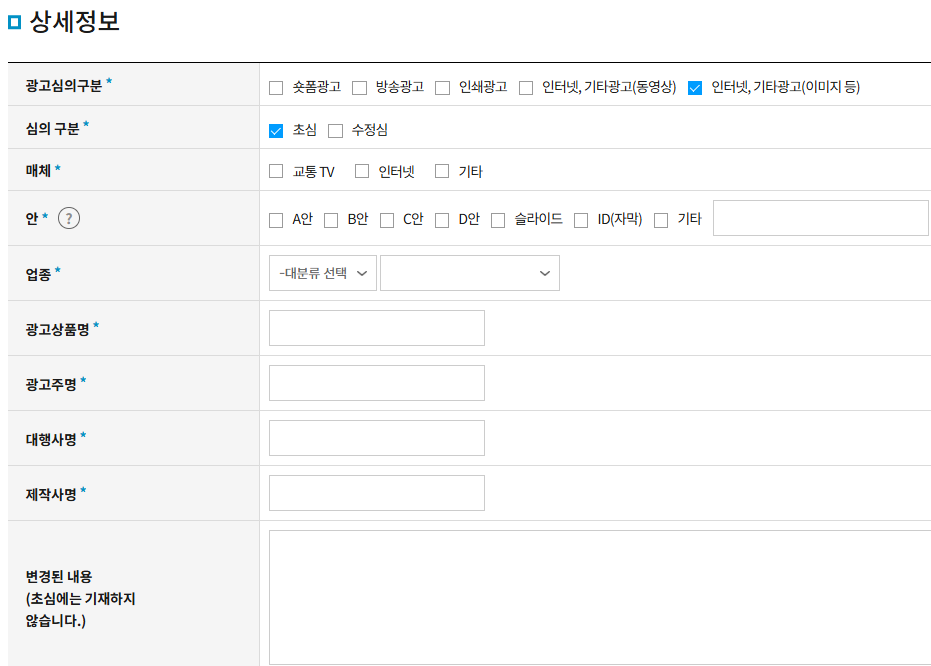 상세정보
광고심의구분 * 숏폼광고 방송광고 인쇄광고 인터넷, 기타광고(동영상) 인터넷, 기타광고(이미지 등)
심의 구분 * 초심 수정심
매체 * 교통 TV 인터넷 기타
안 * ? A안 B안 C안 D안 슬라이드 ID(자막) 기타
업종 * -대분류 선택
광고상품명 *
광고주명 *
대행사명 *
제작사명 *
변경된 내용
(초심에는 기재하지
않습니다.)